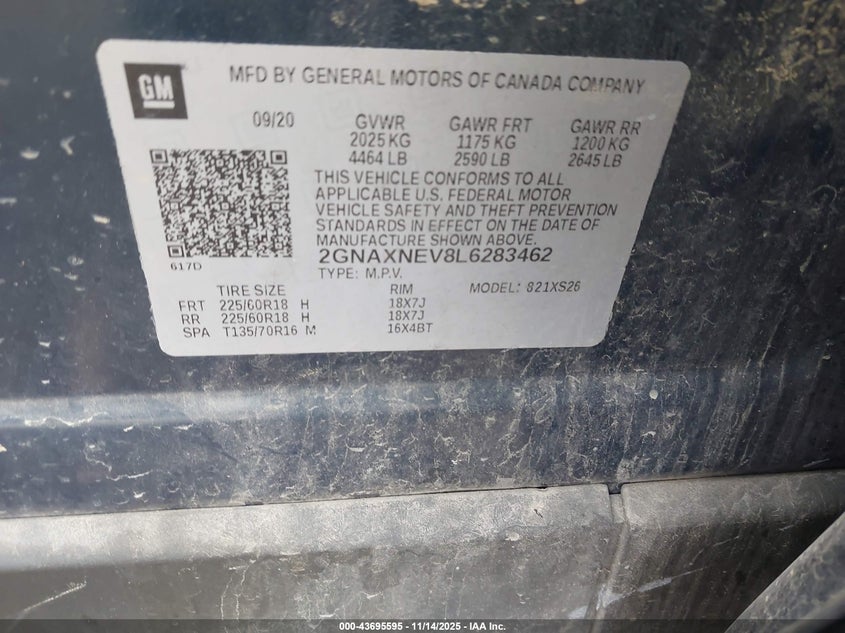 GM
MFD BY GENERAL MOTORS OF CANADA COMPANY
09/20
GVWR
2025 KG
4464 LB
GAWR FRT
1175 KG
2590 LB
GAWR RR
1200 KG
2645 LB
THIS VEHICLE CONFORMS TO ALL
APPLICABLE U.S. FEDERAL MOTOR
VEHICLE SAFETY AND THEFT PREVENTION
STANDARDS IN EFFECT ON THE DATE OF
MANUFACTURE SHOWN ABOVE.
617D
2GNAXNEV8L6283462
TYPE: M.P.V.
TIRE SIZE RIM MODEL: 821XS26
FRT 225/60R18 H 18X7J
RR 225/60R18 H 18X7J
SPA T135/70R16 M 16X4BT
000-43695595 - 11/14/2025 - IAA Inc.